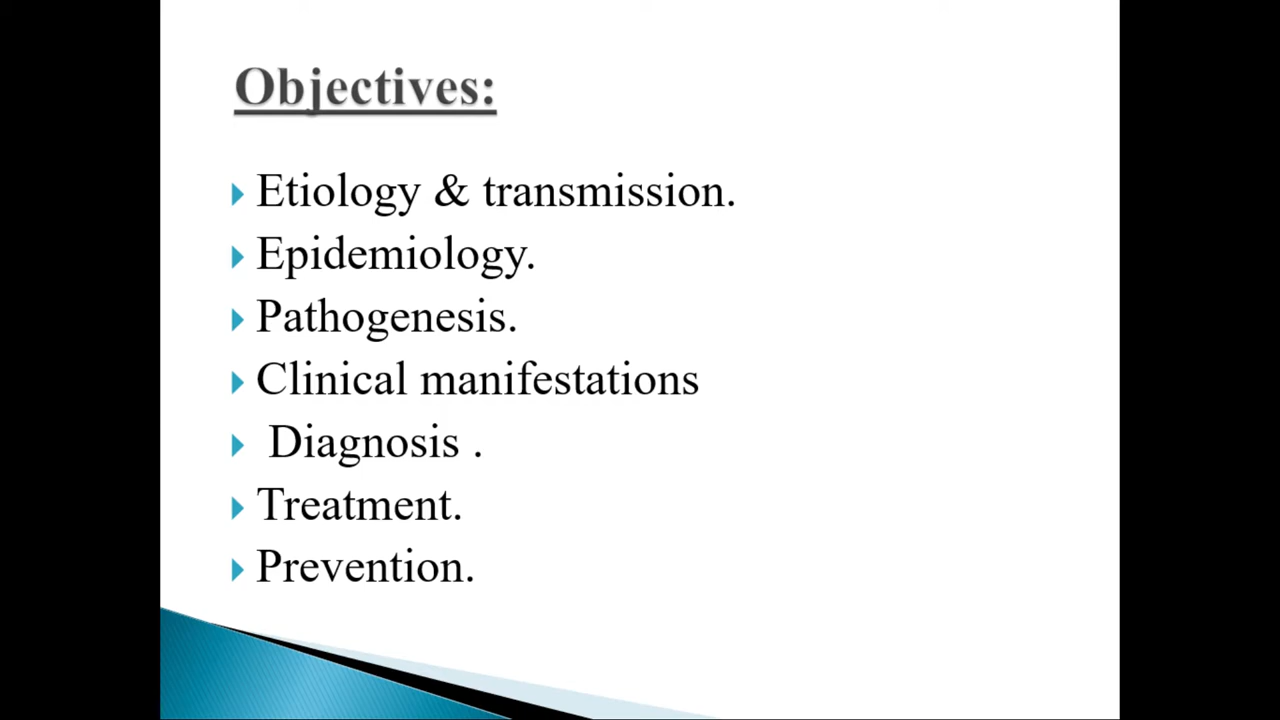 Objectives:
Etiology & transmission.
Epidemiology.
Pathogenesis.
Clinical manifestations
Diagnosis .
Treatment.
Prevention.